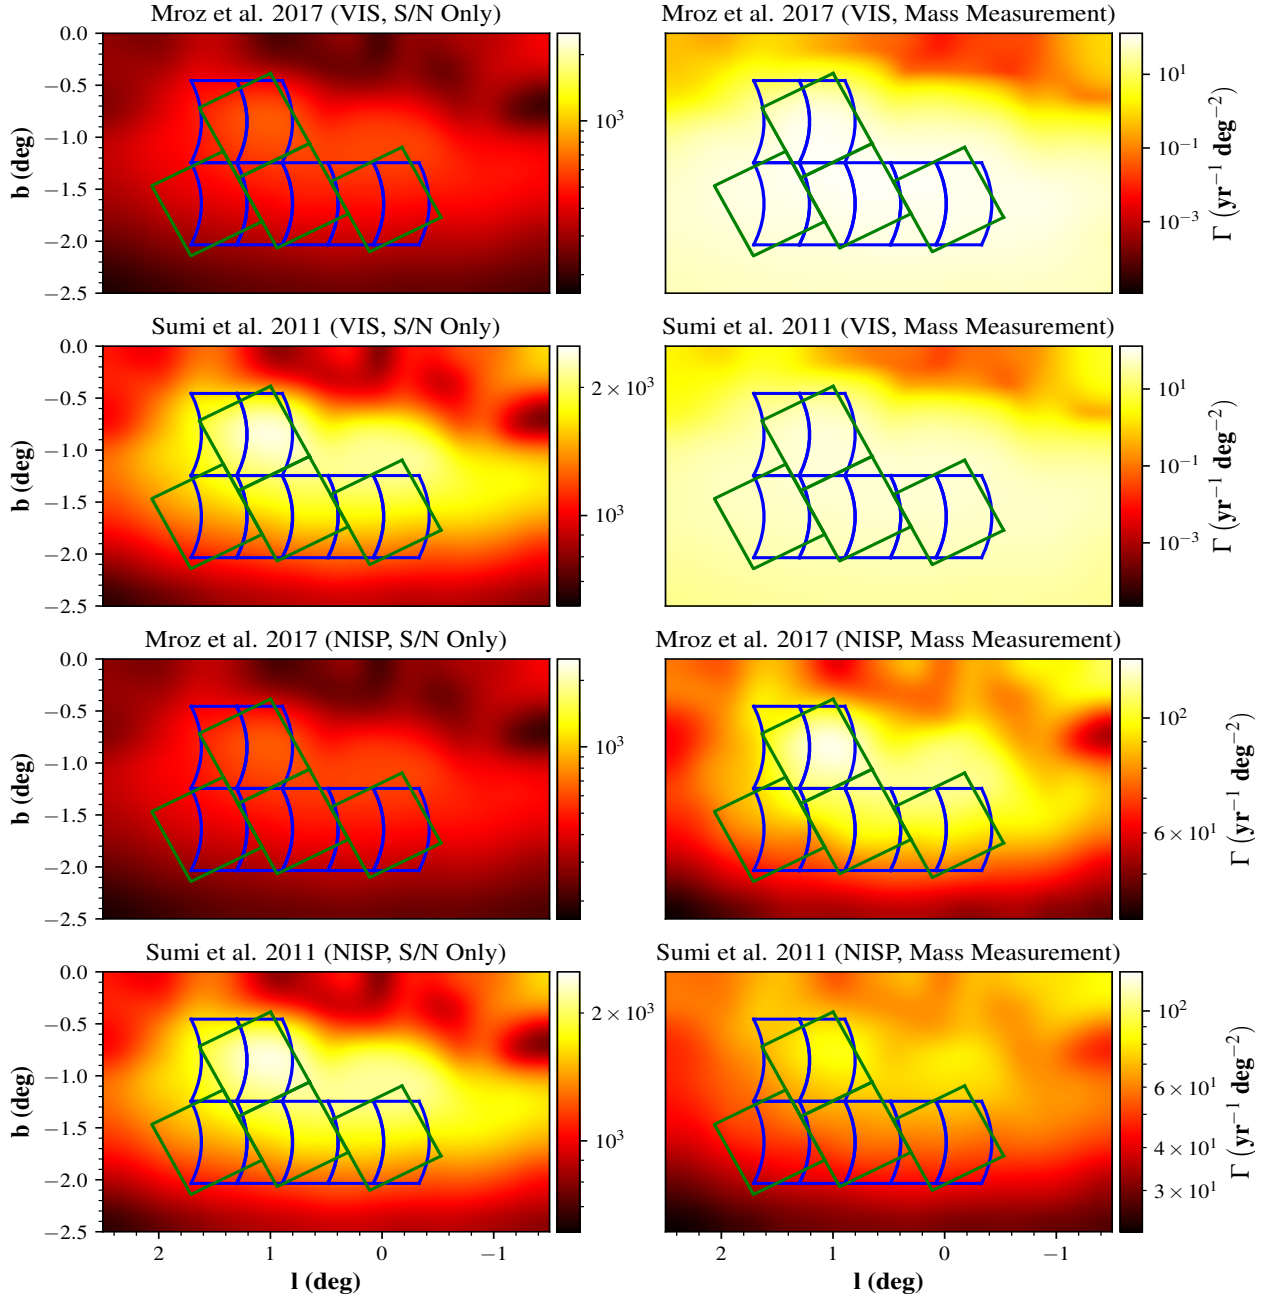 Mroz et al. 2017 (VIS, S/N Only)
Mroz et al. 2017 (VIS, Mass Measurement)
0.0
−0.5
−1.0
−1.5
−2.0
−2.5
b (deg)
10³
10¹
10⁻¹
10⁻³
Γ (yr⁻¹ deg⁻²)
Sumi et al. 2011 (VIS, S/N Only)
Sumi et al. 2011 (VIS, Mass Measurement)
0.0
−0.5
−1.0
−1.5
−2.0
−2.5
b (deg)
2 × 10³
10³
10¹
10⁻¹
10⁻³
Γ (yr⁻¹ deg⁻²)
Mroz et al. 2017 (NISP, S/N Only)
Mroz et al. 2017 (NISP, Mass Measurement)
0.0
−0.5
−1.0
−1.5
−2.0
−2.5
b (deg)
10³
10²
6 × 10¹
Γ (yr⁻¹ deg⁻²)
Sumi et al. 2011 (NISP, S/N Only)
Sumi et al. 2011 (NISP, Mass Measurement)
0.0
−0.5
−1.0
−1.5
−2.0
−2.5
b (deg)
2 × 10³
10³
10²
6 × 10¹
4 × 10¹
3 × 10¹
Γ (yr⁻¹ deg⁻²)
2 1 0 −1
l (deg)
2 1 0 −1
l (deg)